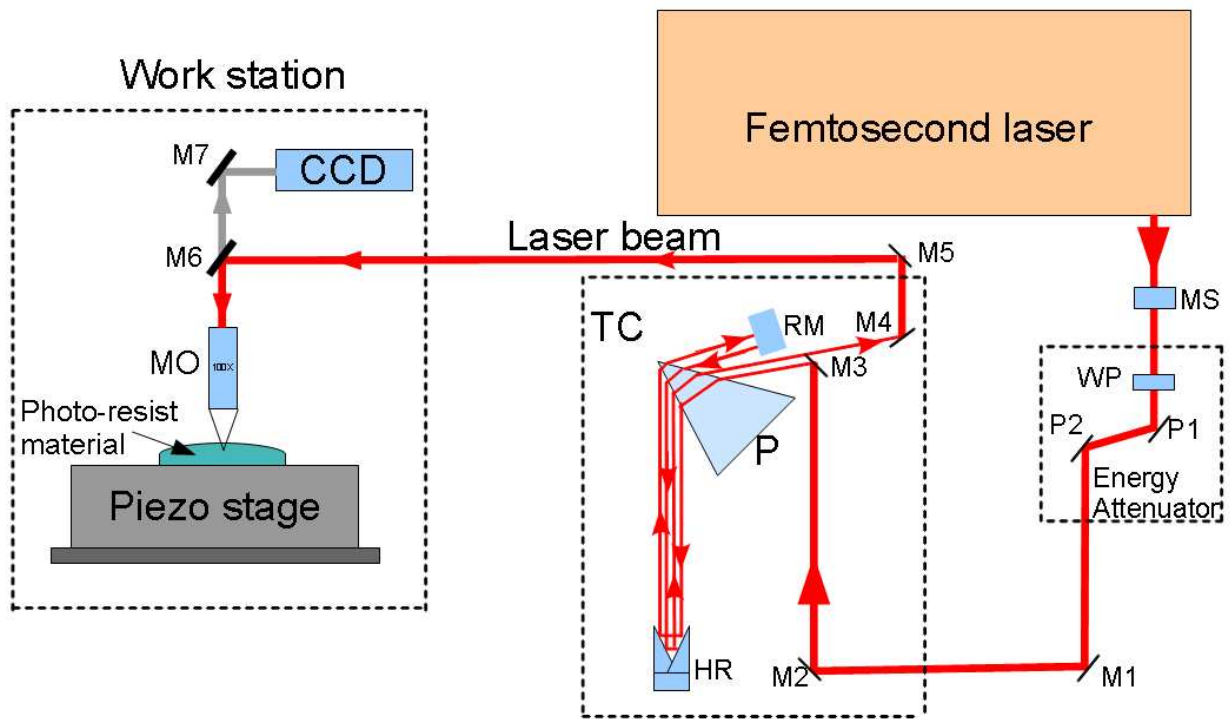 Work station
Femtosecond laser
M7
CCD
M6
Laser beam
M5
MS
TC
RM
M4
MO
100X
M3
WP
P2
P1
Photo-resist
material
P
Energy
Attenuator
Piezo stage
HR
M2
M1